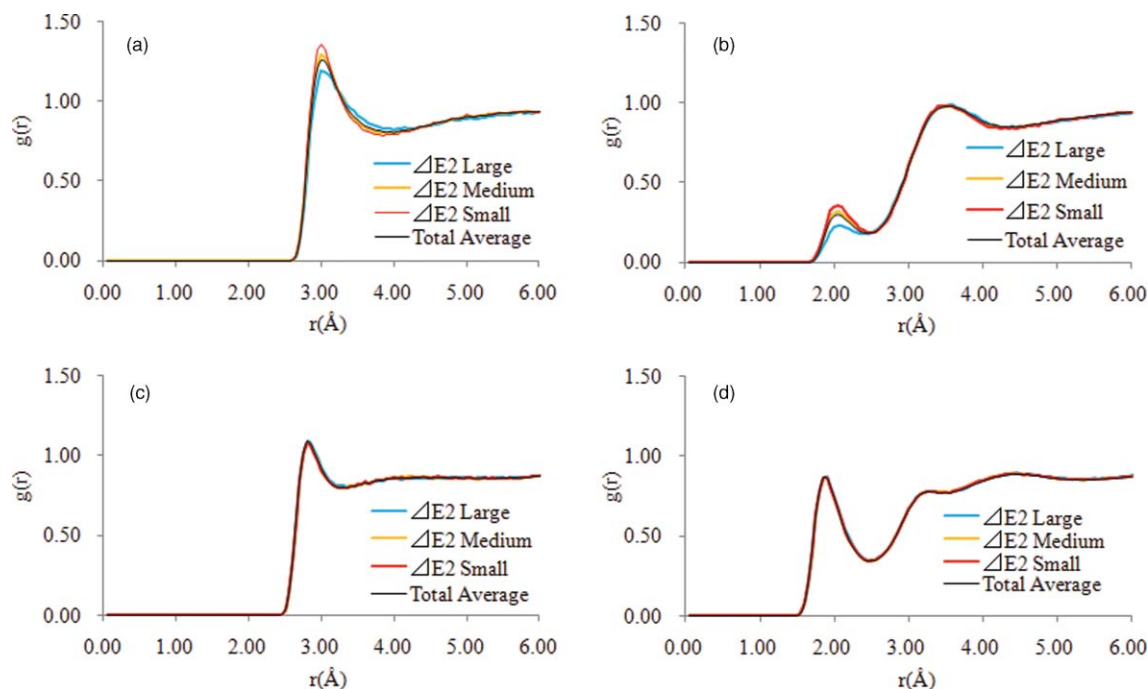 (a)
1.50
1.00
0.50
0.00
g(r)
⊿E2 Large
⊿E2 Medium
⊿E2 Small
Total Average
0.00 1.00 2.00 3.00 4.00 5.00 6.00
r(Å)
(b)
1.50
1.00
0.50
0.00
g(r)
⊿E2 Large
⊿E2 Medium
⊿E2 Small
Total Average
0.00 1.00 2.00 3.00 4.00 5.00 6.00
r(Å)
(c)
1.50
1.00
0.50
0.00
g(r)
⊿E2 Large
⊿E2 Medium
⊿E2 Small
Total Average
0.00 1.00 2.00 3.00 4.00 5.00 6.00
r(Å)
(d)
1.50
1.00
0.50
0.00
g(r)
⊿E2 Large
⊿E2 Medium
⊿E2 Small
Total Average
0.00 1.00 2.00 3.00 4.00 5.00 6.00
r(Å)